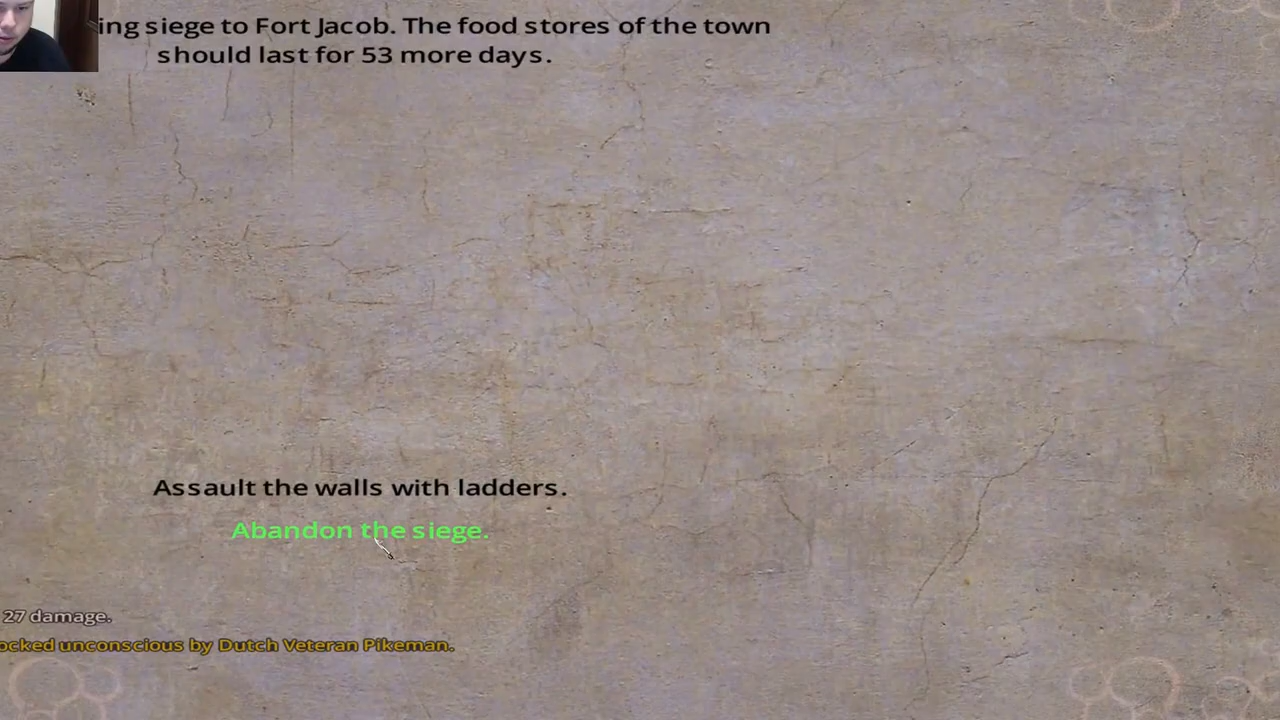 ing siege to Fort Jacob. The food stores of the town
should last for 53 more days.
Assault the walls with ladders.
Abandon the siege.
27 damage.
ocked unconscious by Dutch Veteran Pikeman.